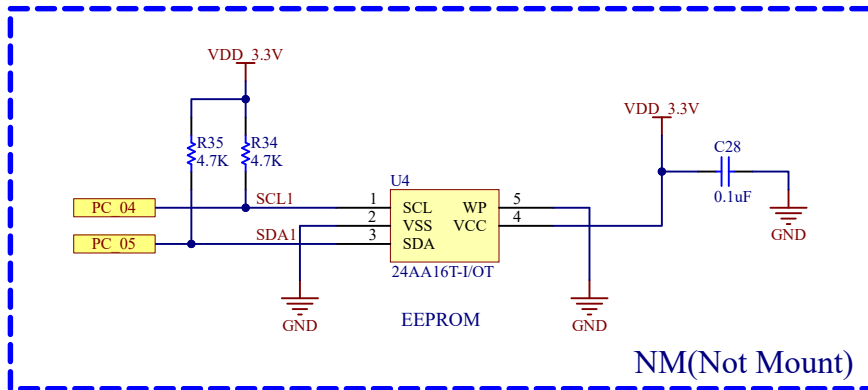 VDD_3.3V
VDD_3.3V
R35
4.7K
R34
4.7K
C28
0.1uF
GND
U4
PC_04
SCL1
1
SCL
WP
5
2
VSS
VCC
4
PC_05
SDA1
3
SDA
24AA16T-I/OT
GND
EEPROM
GND
NM(Not Mount)